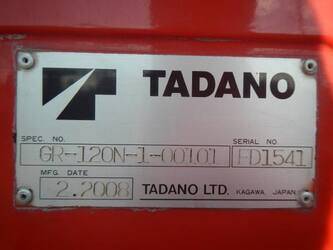 TADANO
SPEC. NO. SERIAL NO.
GR-120N-1-00101 FD1541
MFG. DATE
2.2008 TADANO LTD. KAGAWA, JAPAN